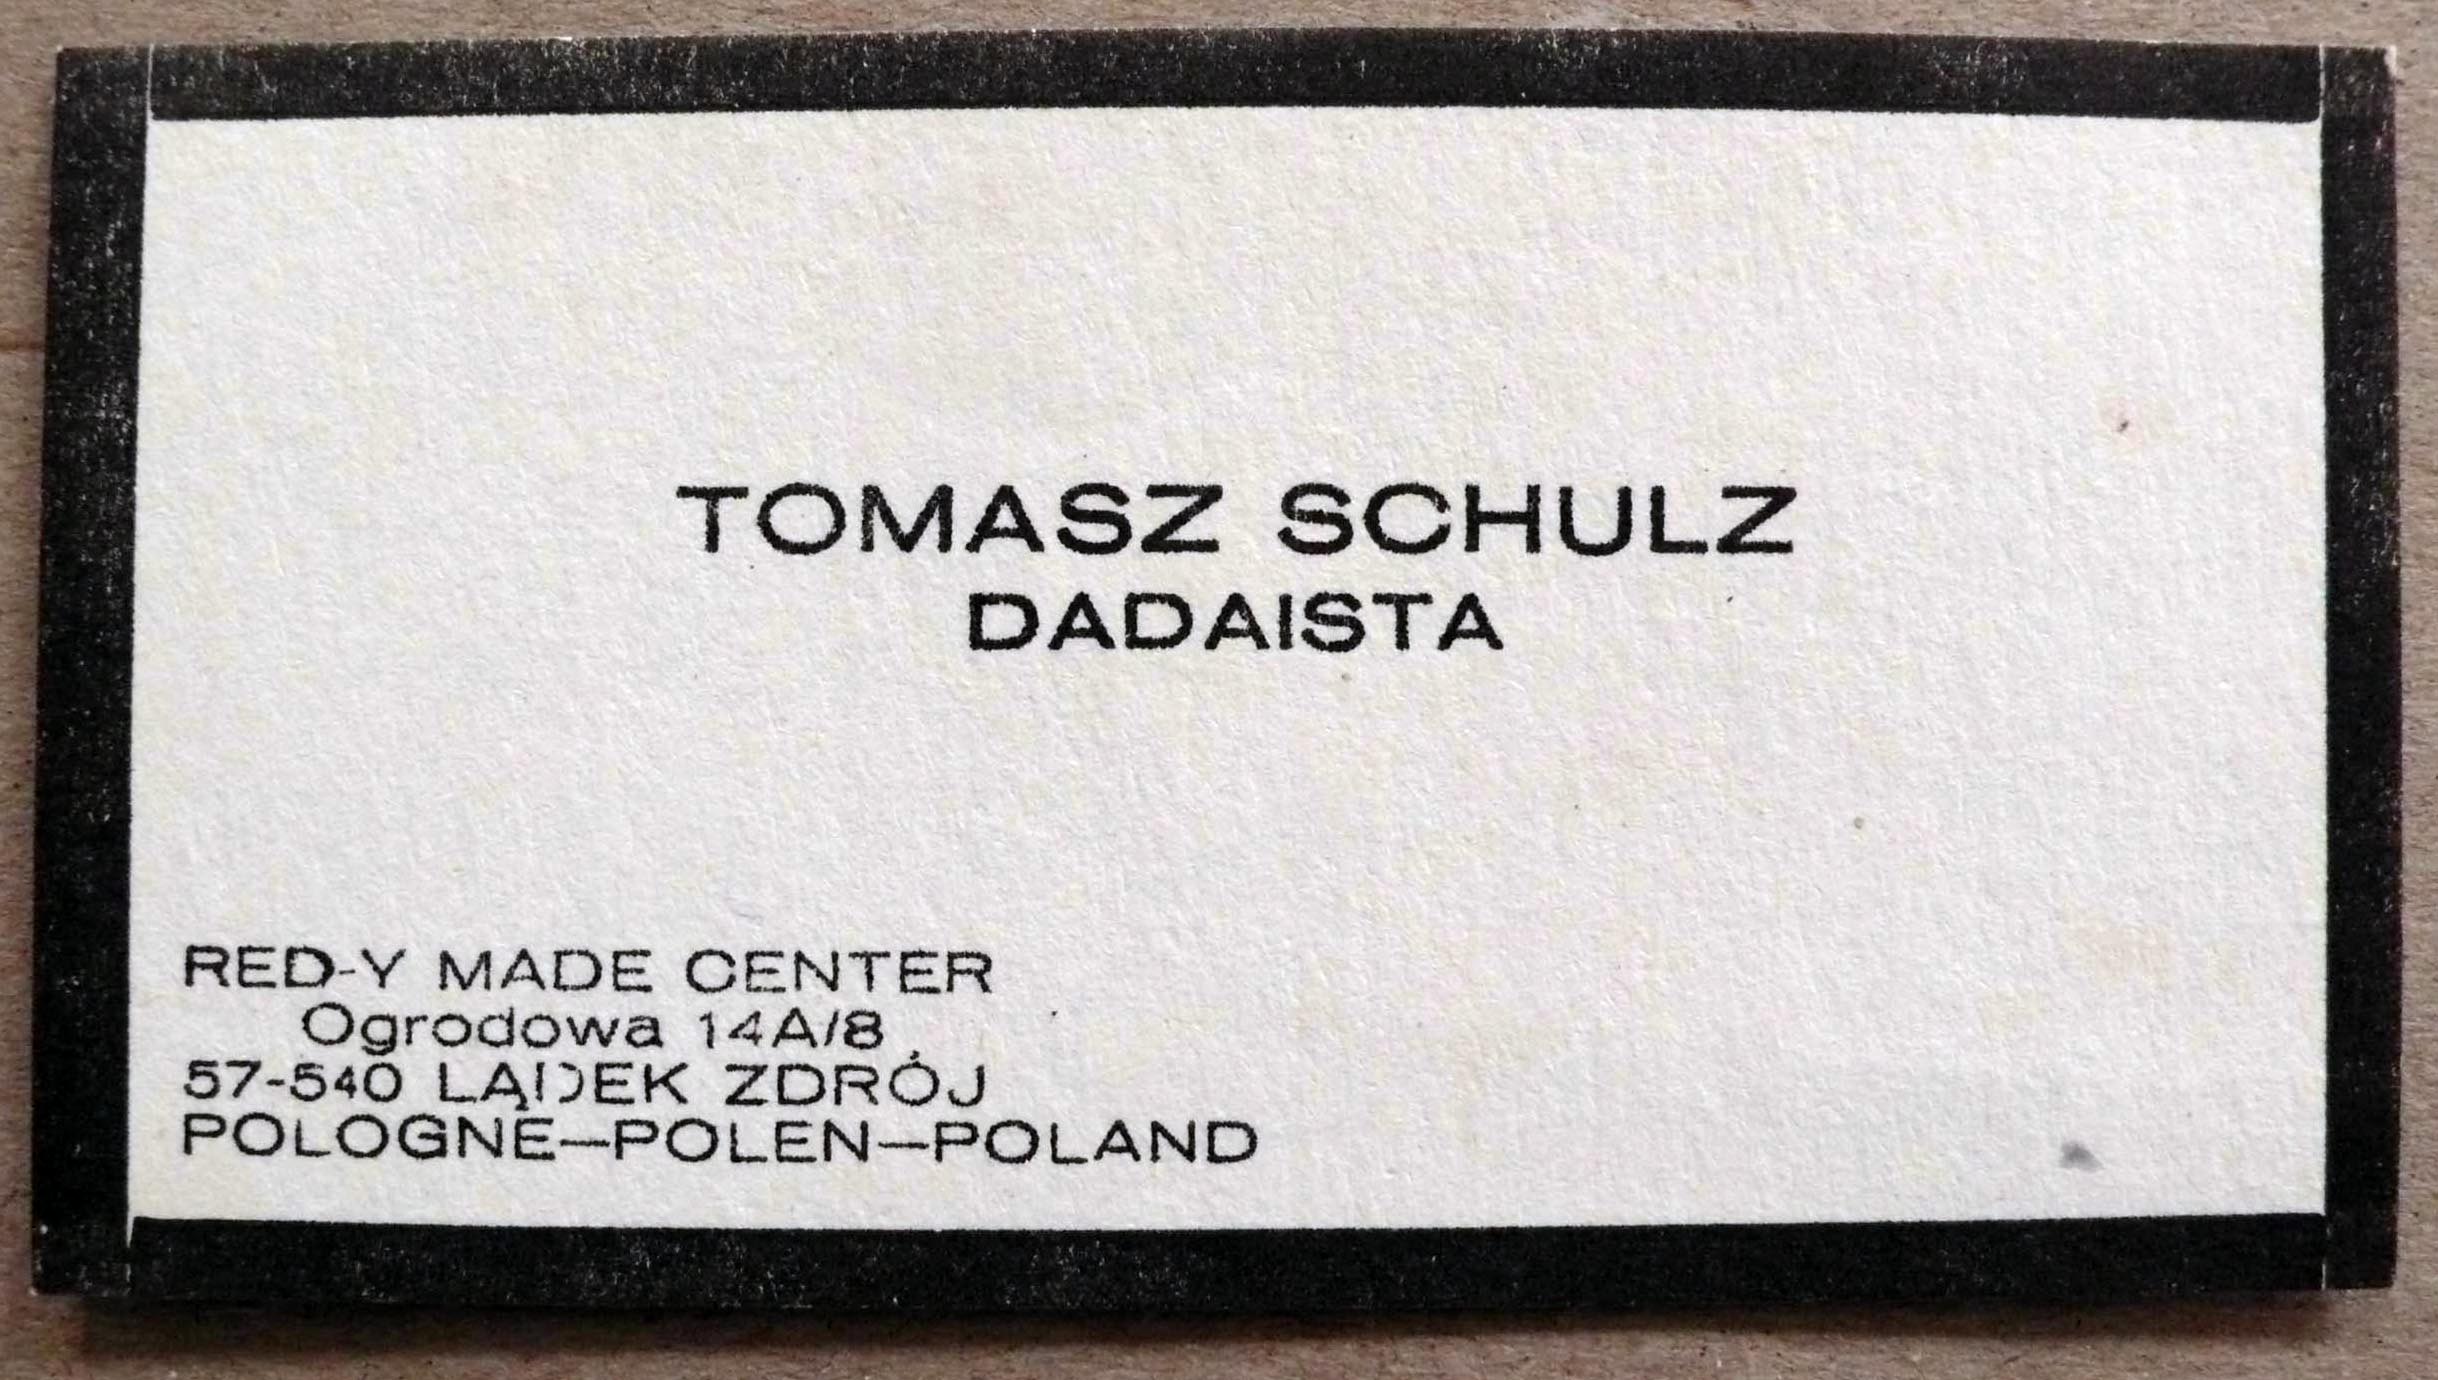 TOMASZ SCHULZ
DADAISTA
RED-Y MADE CENTER
Ogrodowa 14A/8
57-540 LĄDEK ZDRÓJ
POLOGNE—POLEN—POLAND